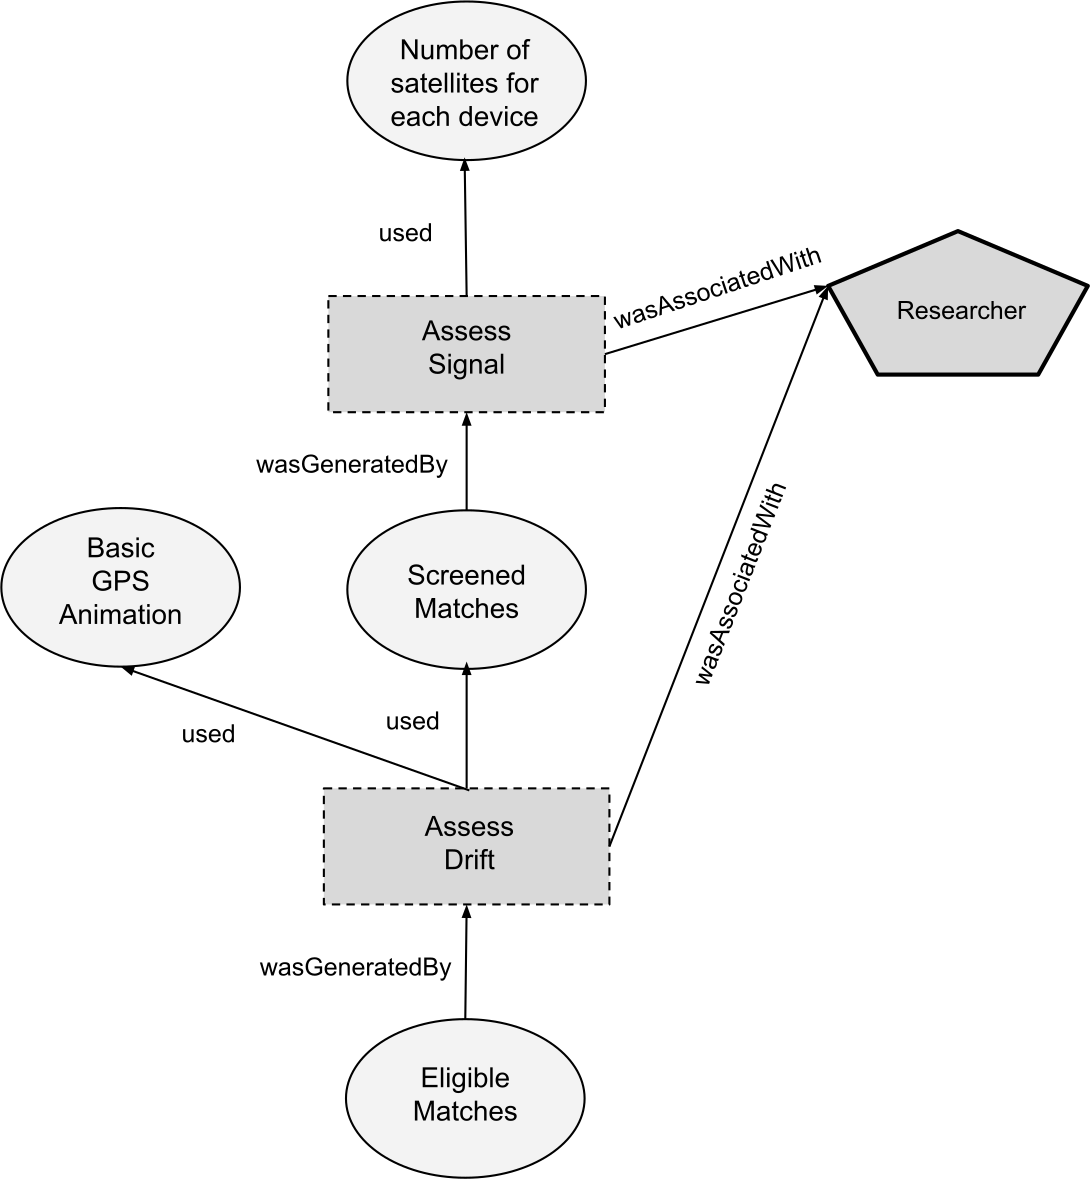 Number of
satellites for
each device
used
wasAssociatedWith
Researcher
Assess
Signal
wasGeneratedBy
Basic
GPS
Animation
Screened
Matches
wasAssociatedWith
used
used
Assess
Drift
wasGeneratedBy
Eligible
Matches